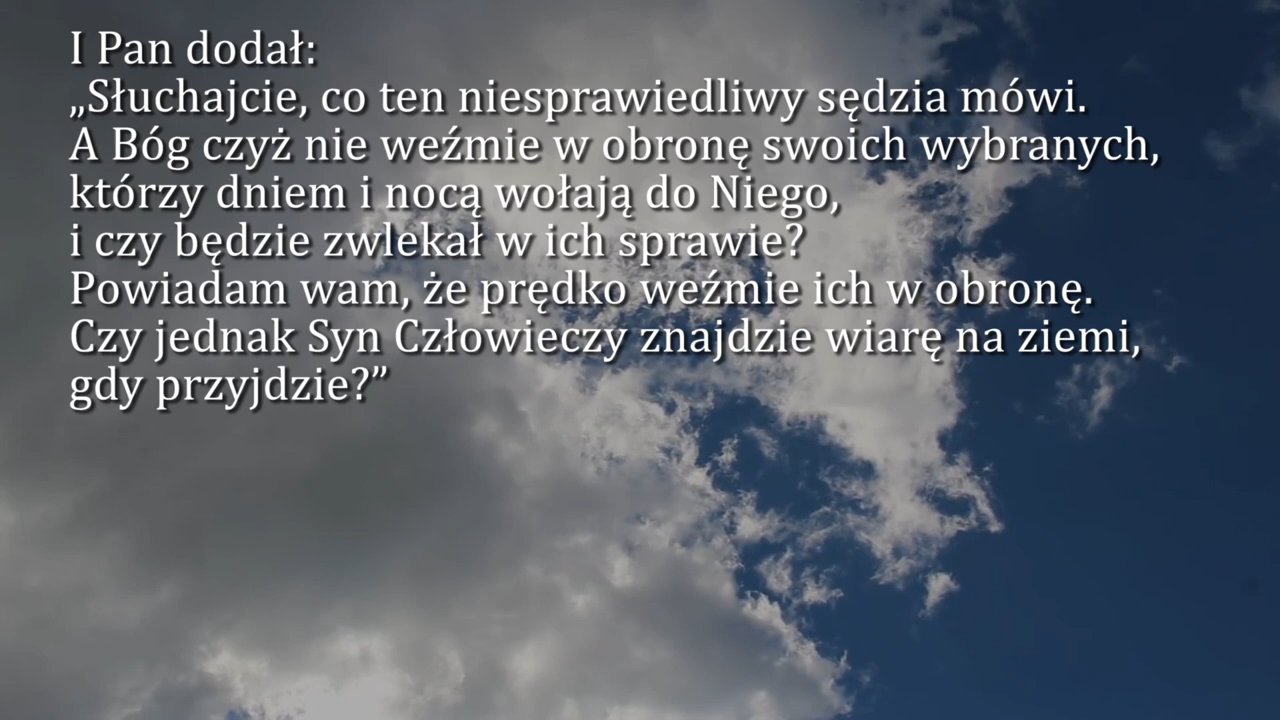 I Pan dodał:
„Słuchajcie, co ten niesprawiedliwy sędzia mówi.
A Bóg czyż nie weźmie w obronę swoich wybranych,
którzy dniem i nocą wołają do Niego,
i czy będzie zwlekał w ich sprawie?
Powiadam wam, że prędko weźmie ich w obronę.
Czy jednak Syn Człowieczy znajdzie wiarę na ziemi,
gdy przyjdzie?”